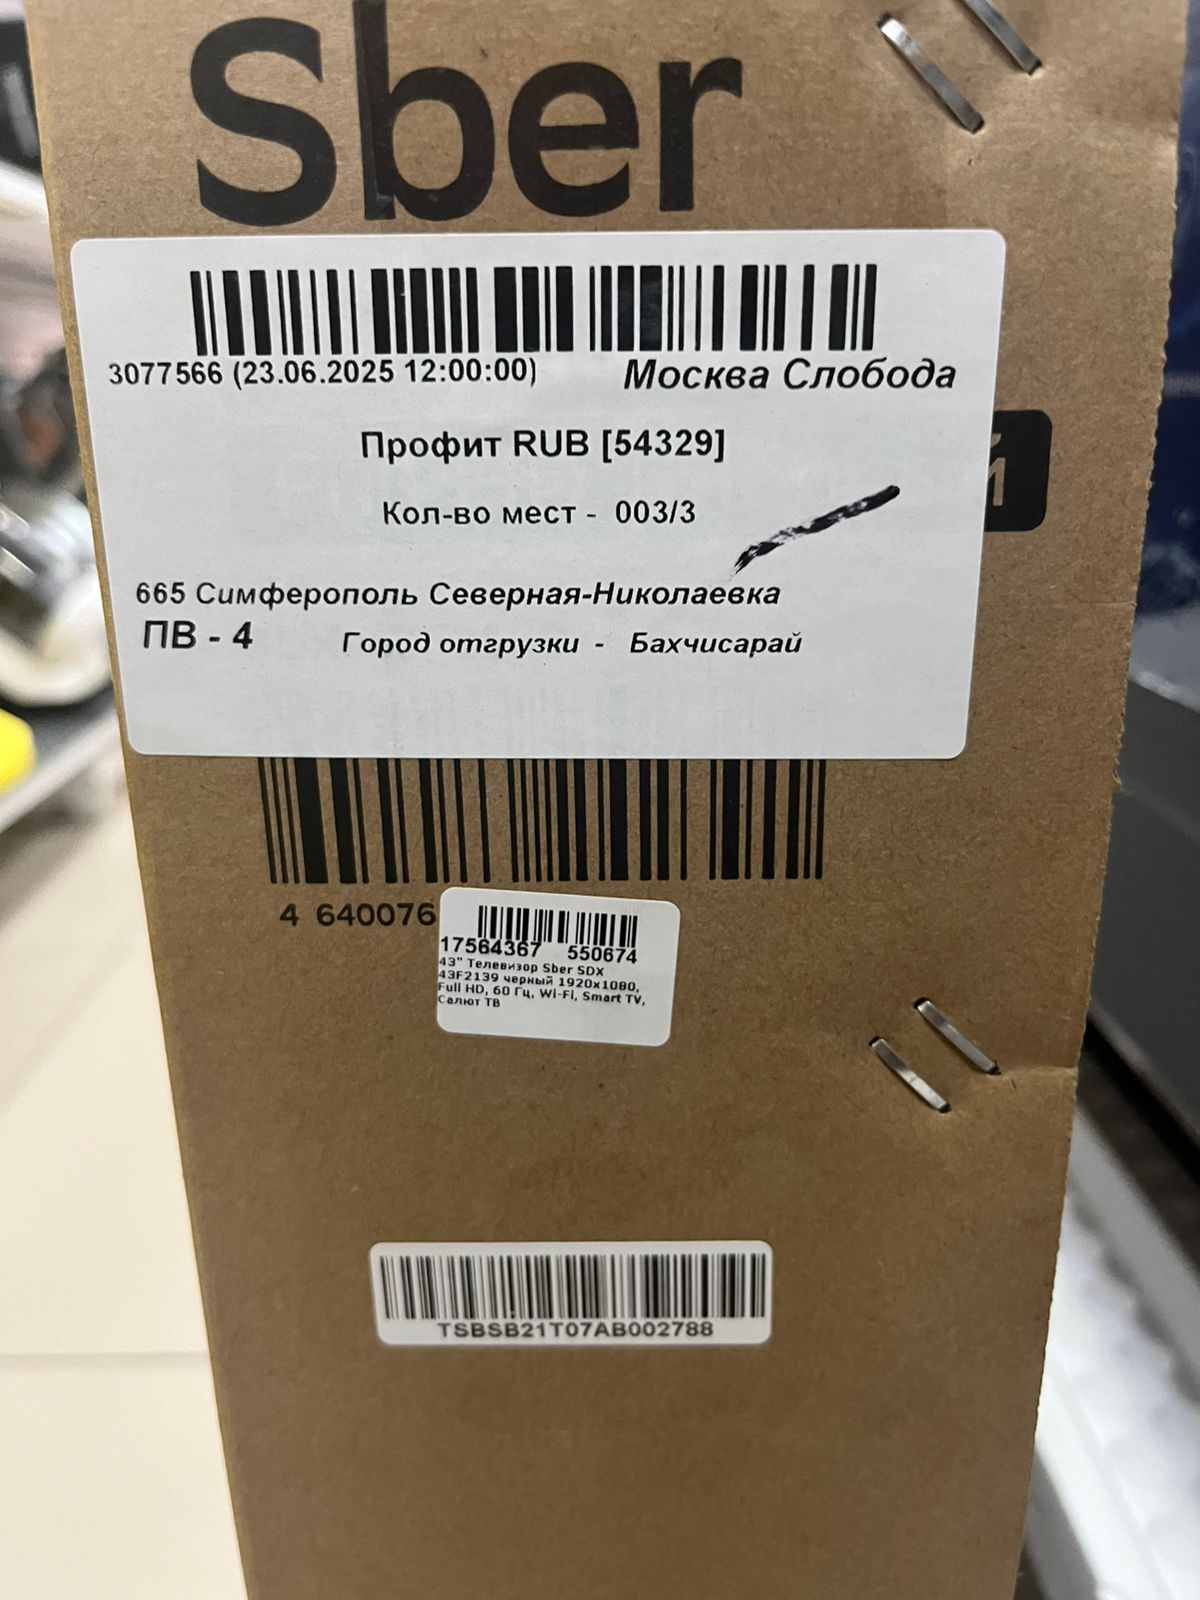 Sber
3077566 (23.06.2025 12:00:00) Москва Слобода
Профит RUB [54329]
Кол-во мест - 003/3
665 Симферополь Северная-Николаевка
ПВ - 4 Город отгрузки - Бахчисарай
4 640076
17564367 550674
43" Телевизор Sber SDX
43F2139 черный 1920x1080,
Full HD, 60 Гц, Wi-Fi, Smart TV,
Салют ТВ
TSBSB21T07AB002788